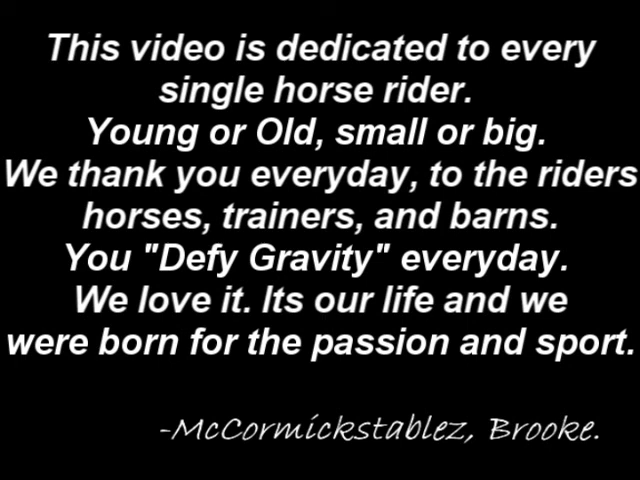 This video is dedicated to every
single horse rider.
Young or Old, small or big.
We thank you everyday, to the riders
horses, trainers, and barns.
You "Defy Gravity" everyday.
We love it. Its our life and we
were born for the passion and sport.
-McCormickstablez, Brooke.